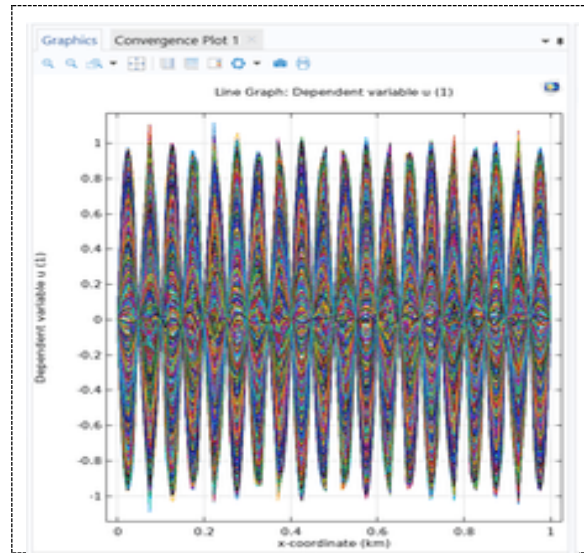 Graphics Convergence Plot 1
Line Graph: Dependent variable u (1)
1
0.8
0.6
0.4
0.2
0
-0.2
-0.4
-0.6
-0.8
-1
Dependent variable u (1)
0 0.2 0.4 0.6 0.8 1
x-coordinate (km)